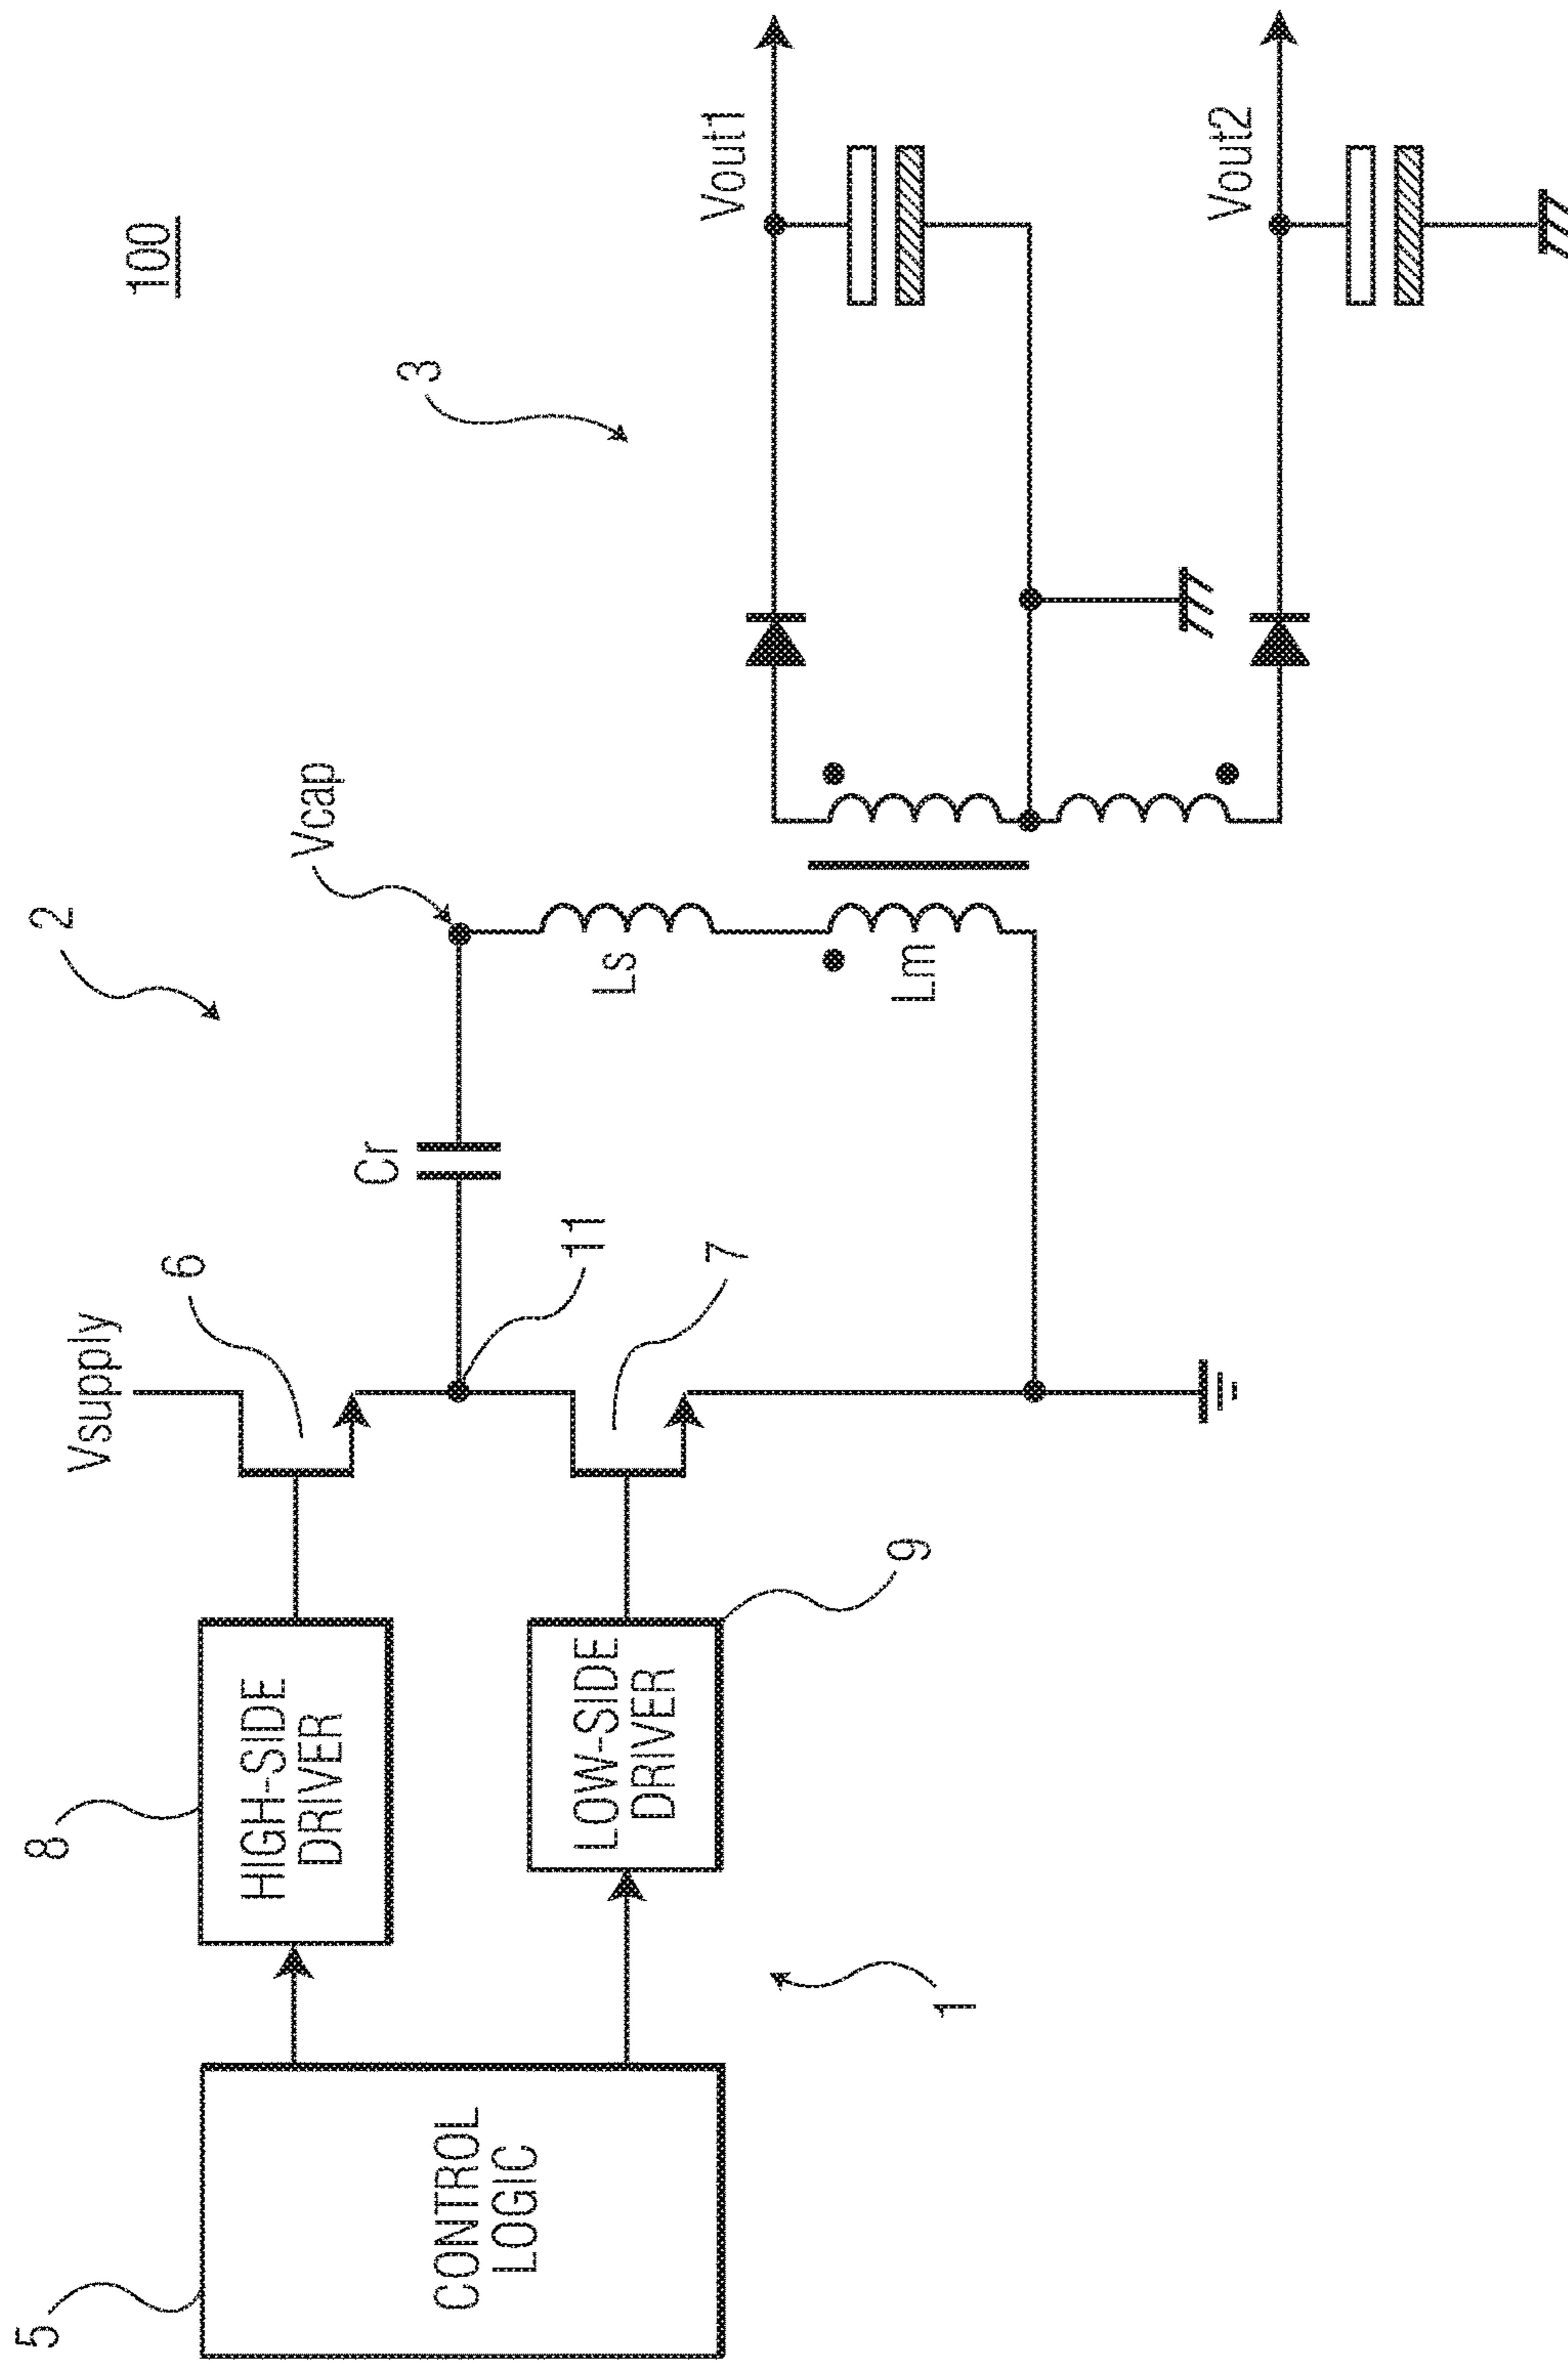 100
5
CONTROL
LOGIC
8
HIGH-SIDE
DRIVER
LOW-SIDE
DRIVER
9
1
Vsupply
6
11
7
2
Cr
Vcap
Ls
Lm
3
Vout1
Vout2